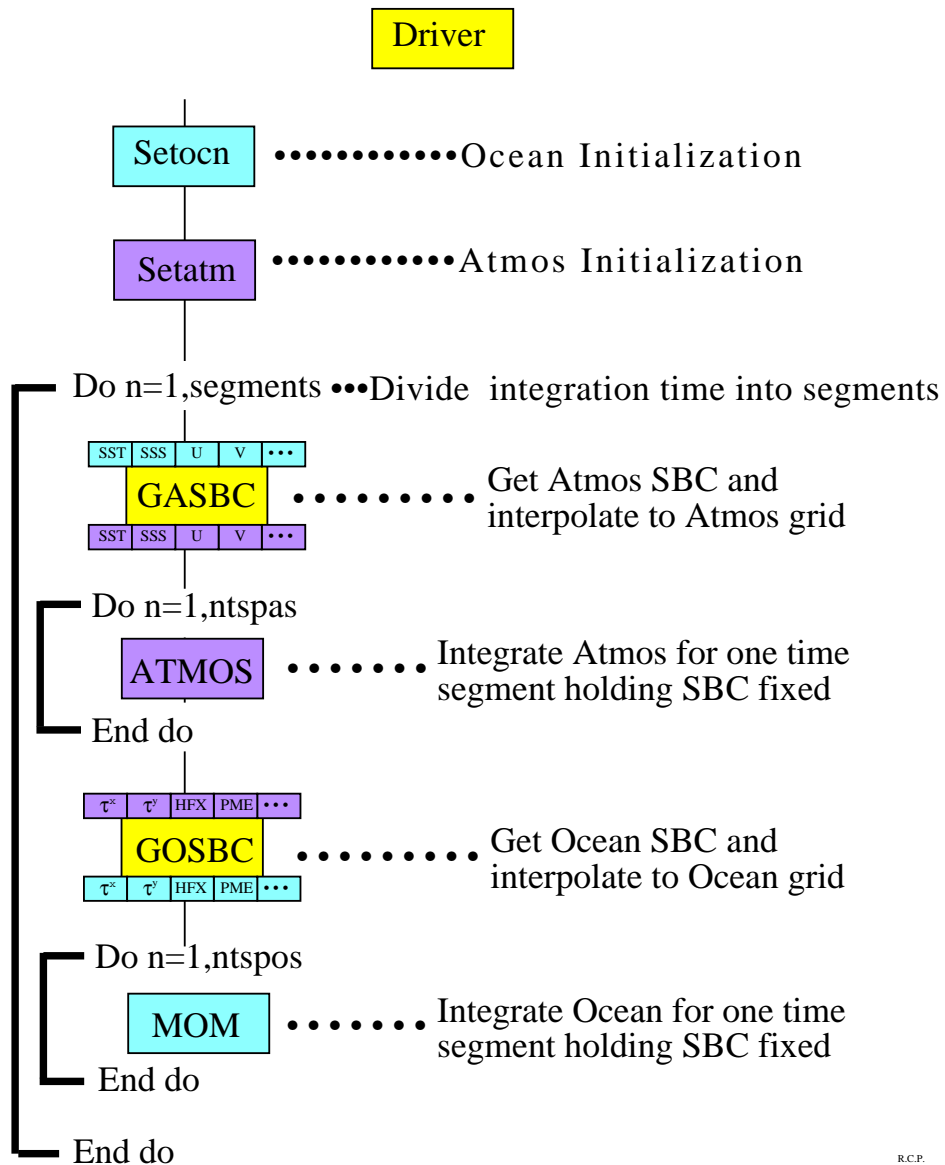 Driver
Setocn ••••••••••••Ocean Initialization
Setatm ••••••••••••Atmos Initialization
Do n=1,segments •••Divide integration time into segments
SST SSS U V •••
GASBC ••••••••• Get Atmos SBC and
interpolate to Atmos grid
SST SSS U V •••
Do n=1,ntspas
ATMOS ••••••• Integrate Atmos for one time
segment holding SBC fixed
End do
τˣ τʸ HFX PME •••
GOSBC ••••••••• Get Ocean SBC and
interpolate to Ocean grid
τˣ τʸ HFX PME •••
Do n=1,ntspos
MOM ••••••• Integrate Ocean for one time
segment holding SBC fixed
End do
End do
R.C.P.